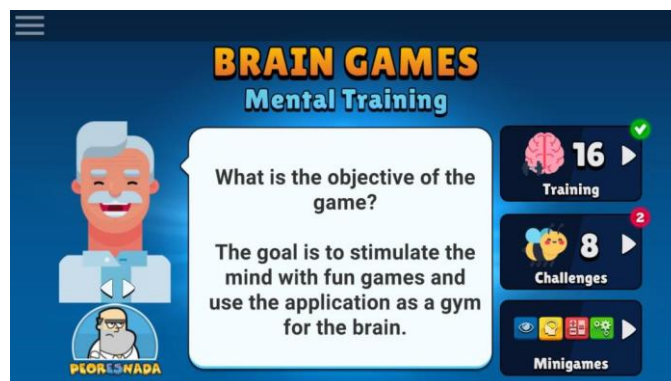 BRAIN GAMES
Mental Training
What is the objective of the
game?
The goal is to stimulate the
mind with fun games and
use the application as a gym
for the brain.
16
Training
2
8
Challenges
Minigames
PEORESNADA